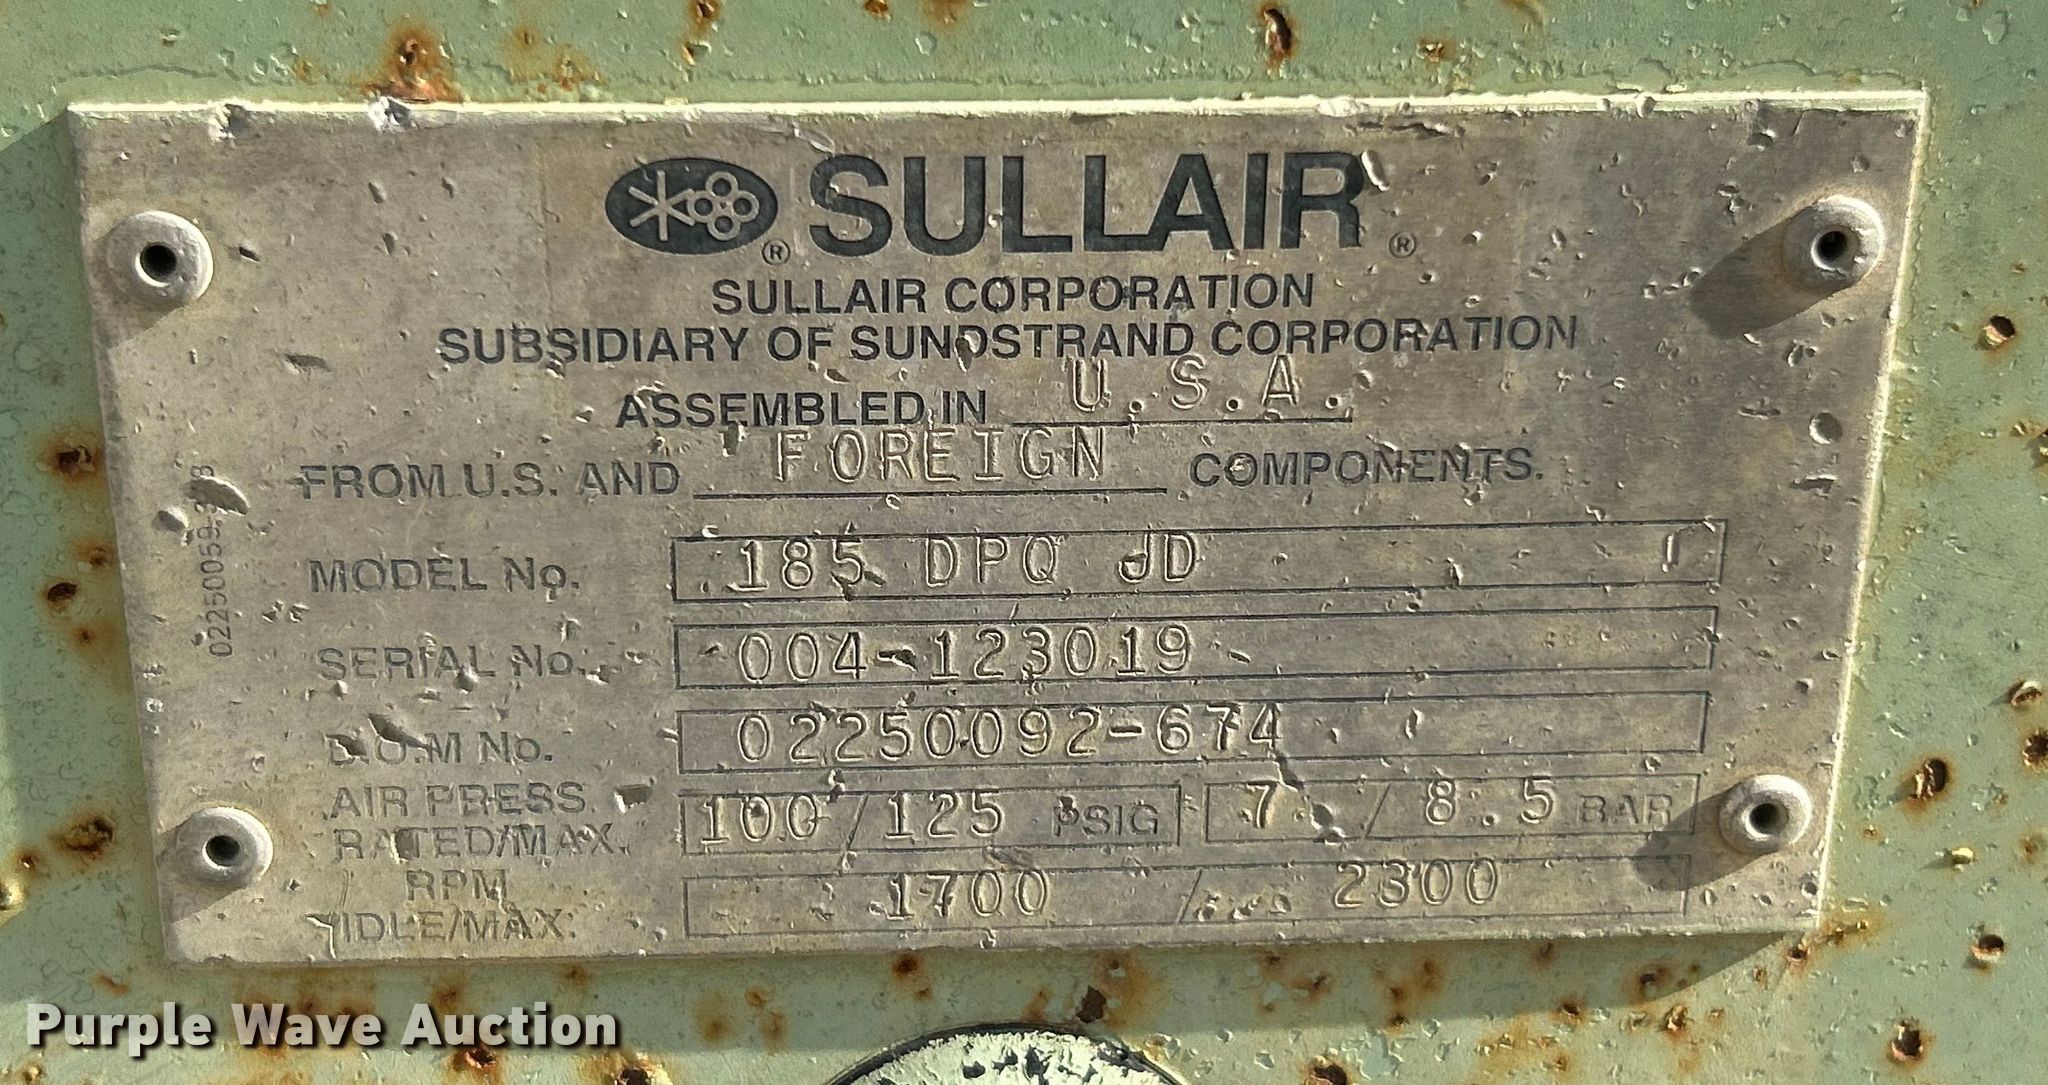 SULLAIR
SULLAIR CORPORATION
SUBSIDIARY OF SUNDSTRAND CORPORATION
ASSEMBLED IN U.S.A.
FROM U.S. AND FOREIGN COMPONENTS.
MODEL No. 185 DPQ JD
SERIAL No. 004-123019
B.O.M No. 02250092-674
AIR PRESS. RATED/MAX. 100 / 125 PSIG 7 / 8.5 BAR
RPM IDLE/MAX. 1700 / 2300
Purple Wave Auction